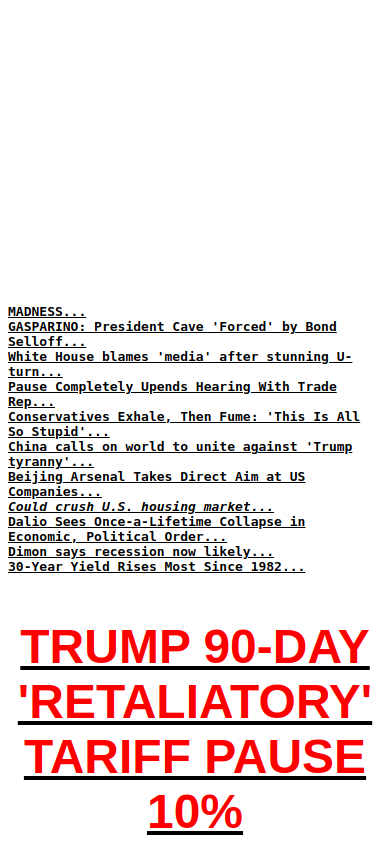 MADNESS...
GASPARINO: President Cave 'Forced' by Bond
Selloff...
White House blames 'media' after stunning U-
turn...
Pause Completely Upends Hearing With Trade
Rep...
Conservatives Exhale, Then Fume: 'This Is All
So Stupid'...
China calls on world to unite against 'Trump
tyranny'...
Beijing Arsenal Takes Direct Aim at US
Companies...
Could crush U.S. housing market...
Dalio Sees Once-a-Lifetime Collapse in
Economic, Political Order...
Dimon says recession now likely...
30-Year Yield Rises Most Since 1982...
TRUMP 90-DAY
'RETALIATORY'
TARIFF PAUSE
10%